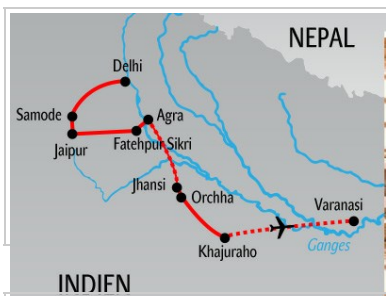 NEPAL
Delhi
Samode
Agra
Jaipur
Fatehpur Sikri
Jhansi
Orchha
Varanasi
Khajuraho
Ganges
INDIEN